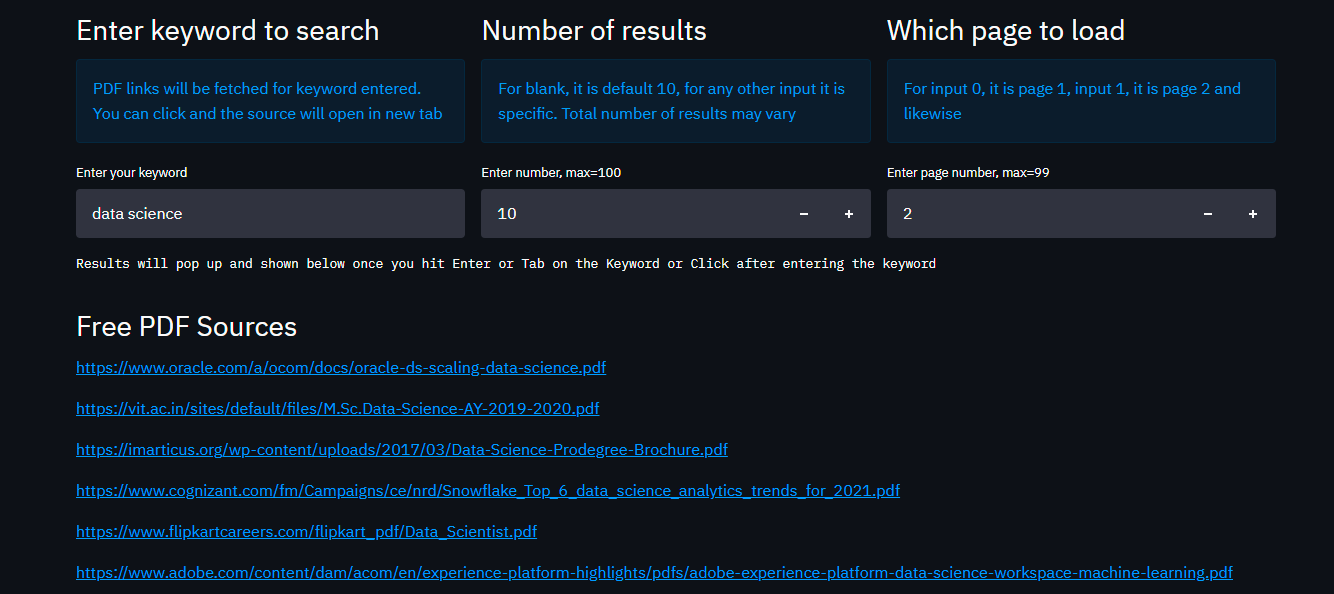 Enter keyword to search
Number of results
Which page to load
PDF links will be fetched for keyword entered.
You can click and the source will open in new tab
For blank, it is default 10, for any other input it is
specific. Total number of results may vary
For input 0, it is page 1, input 1, it is page 2 and
likewise
Enter your keyword
Enter number, max=100
Enter page number, max=99
data science
10 − +
2 − +
Results will pop up and shown below once you hit Enter or Tab on the Keyword or Click after entering the keyword
Free PDF Sources
https://www.oracle.com/a/ocom/docs/oracle-ds-scaling-data-science.pdf
https://vit.ac.in/sites/default/files/M.Sc.Data-Science-AY-2019-2020.pdf
https://imarticus.org/wp-content/uploads/2017/03/Data-Science-Prodegree-Brochure.pdf
https://www.cognizant.com/fm/Campaigns/ce/nrd/Snowflake_Top_6_data_science_analytics_trends_for_2021.pdf
https://www.flipkartcareers.com/flipkart_pdf/Data_Scientist.pdf
https://www.adobe.com/content/dam/acom/en/experience-platform-highlights/pdfs/adobe-experience-platform-data-science-workspace-machine-learning.pdf